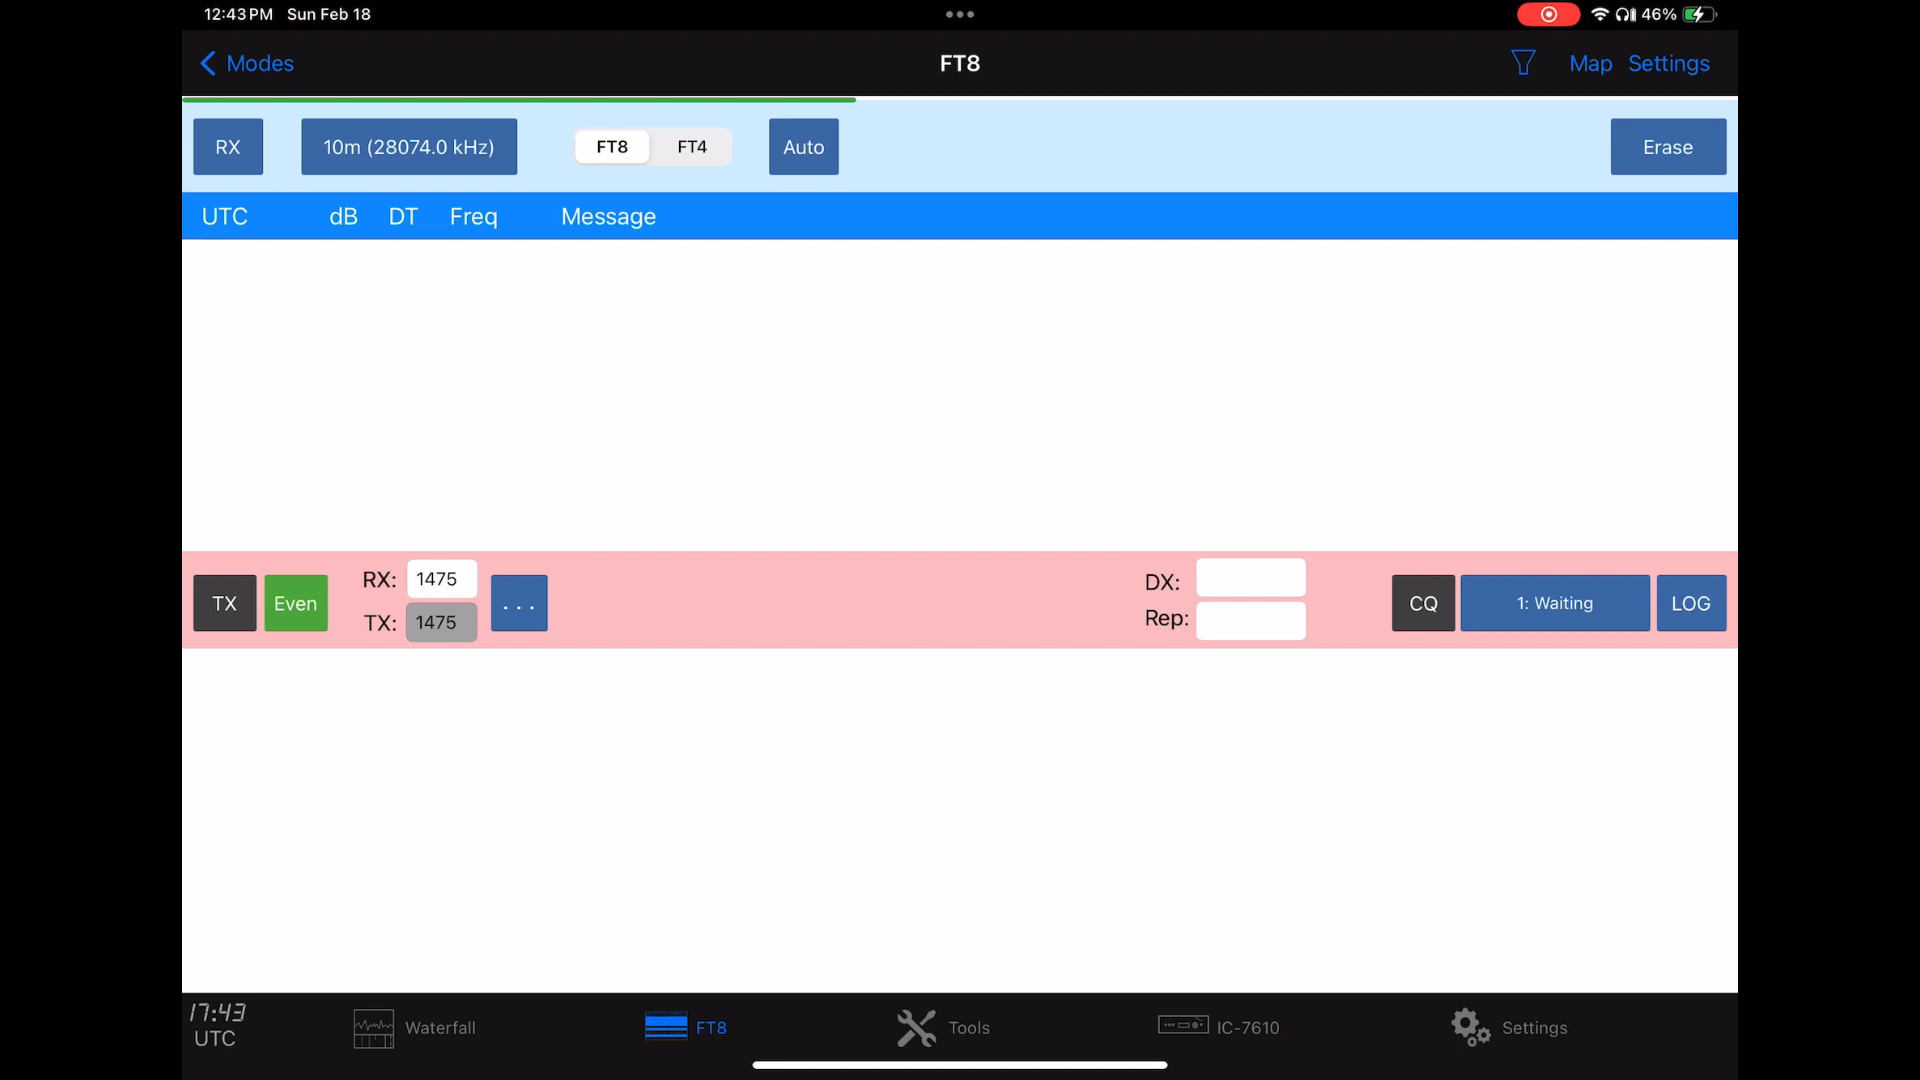 12:43 PM Sun Feb 18
46%
Modes
FT8
Map Settings
RX
10m (28074.0 kHz)
FT8 FT4
Auto
Erase
UTC dB DT Freq Message
TX
Even
RX: 1475
TX: 1475
...
DX:
Rep:
CQ
1: Waiting
LOG
17:43
UTC
Waterfall
FT8
Tools
IC-7610
Settings